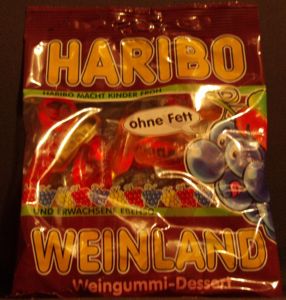 HARIBO
HARIBO MACHT KINDER FROH
ohne Fett
UND ERWACHSENE EBENSO
WEINLAND
Weingummi-Dessert